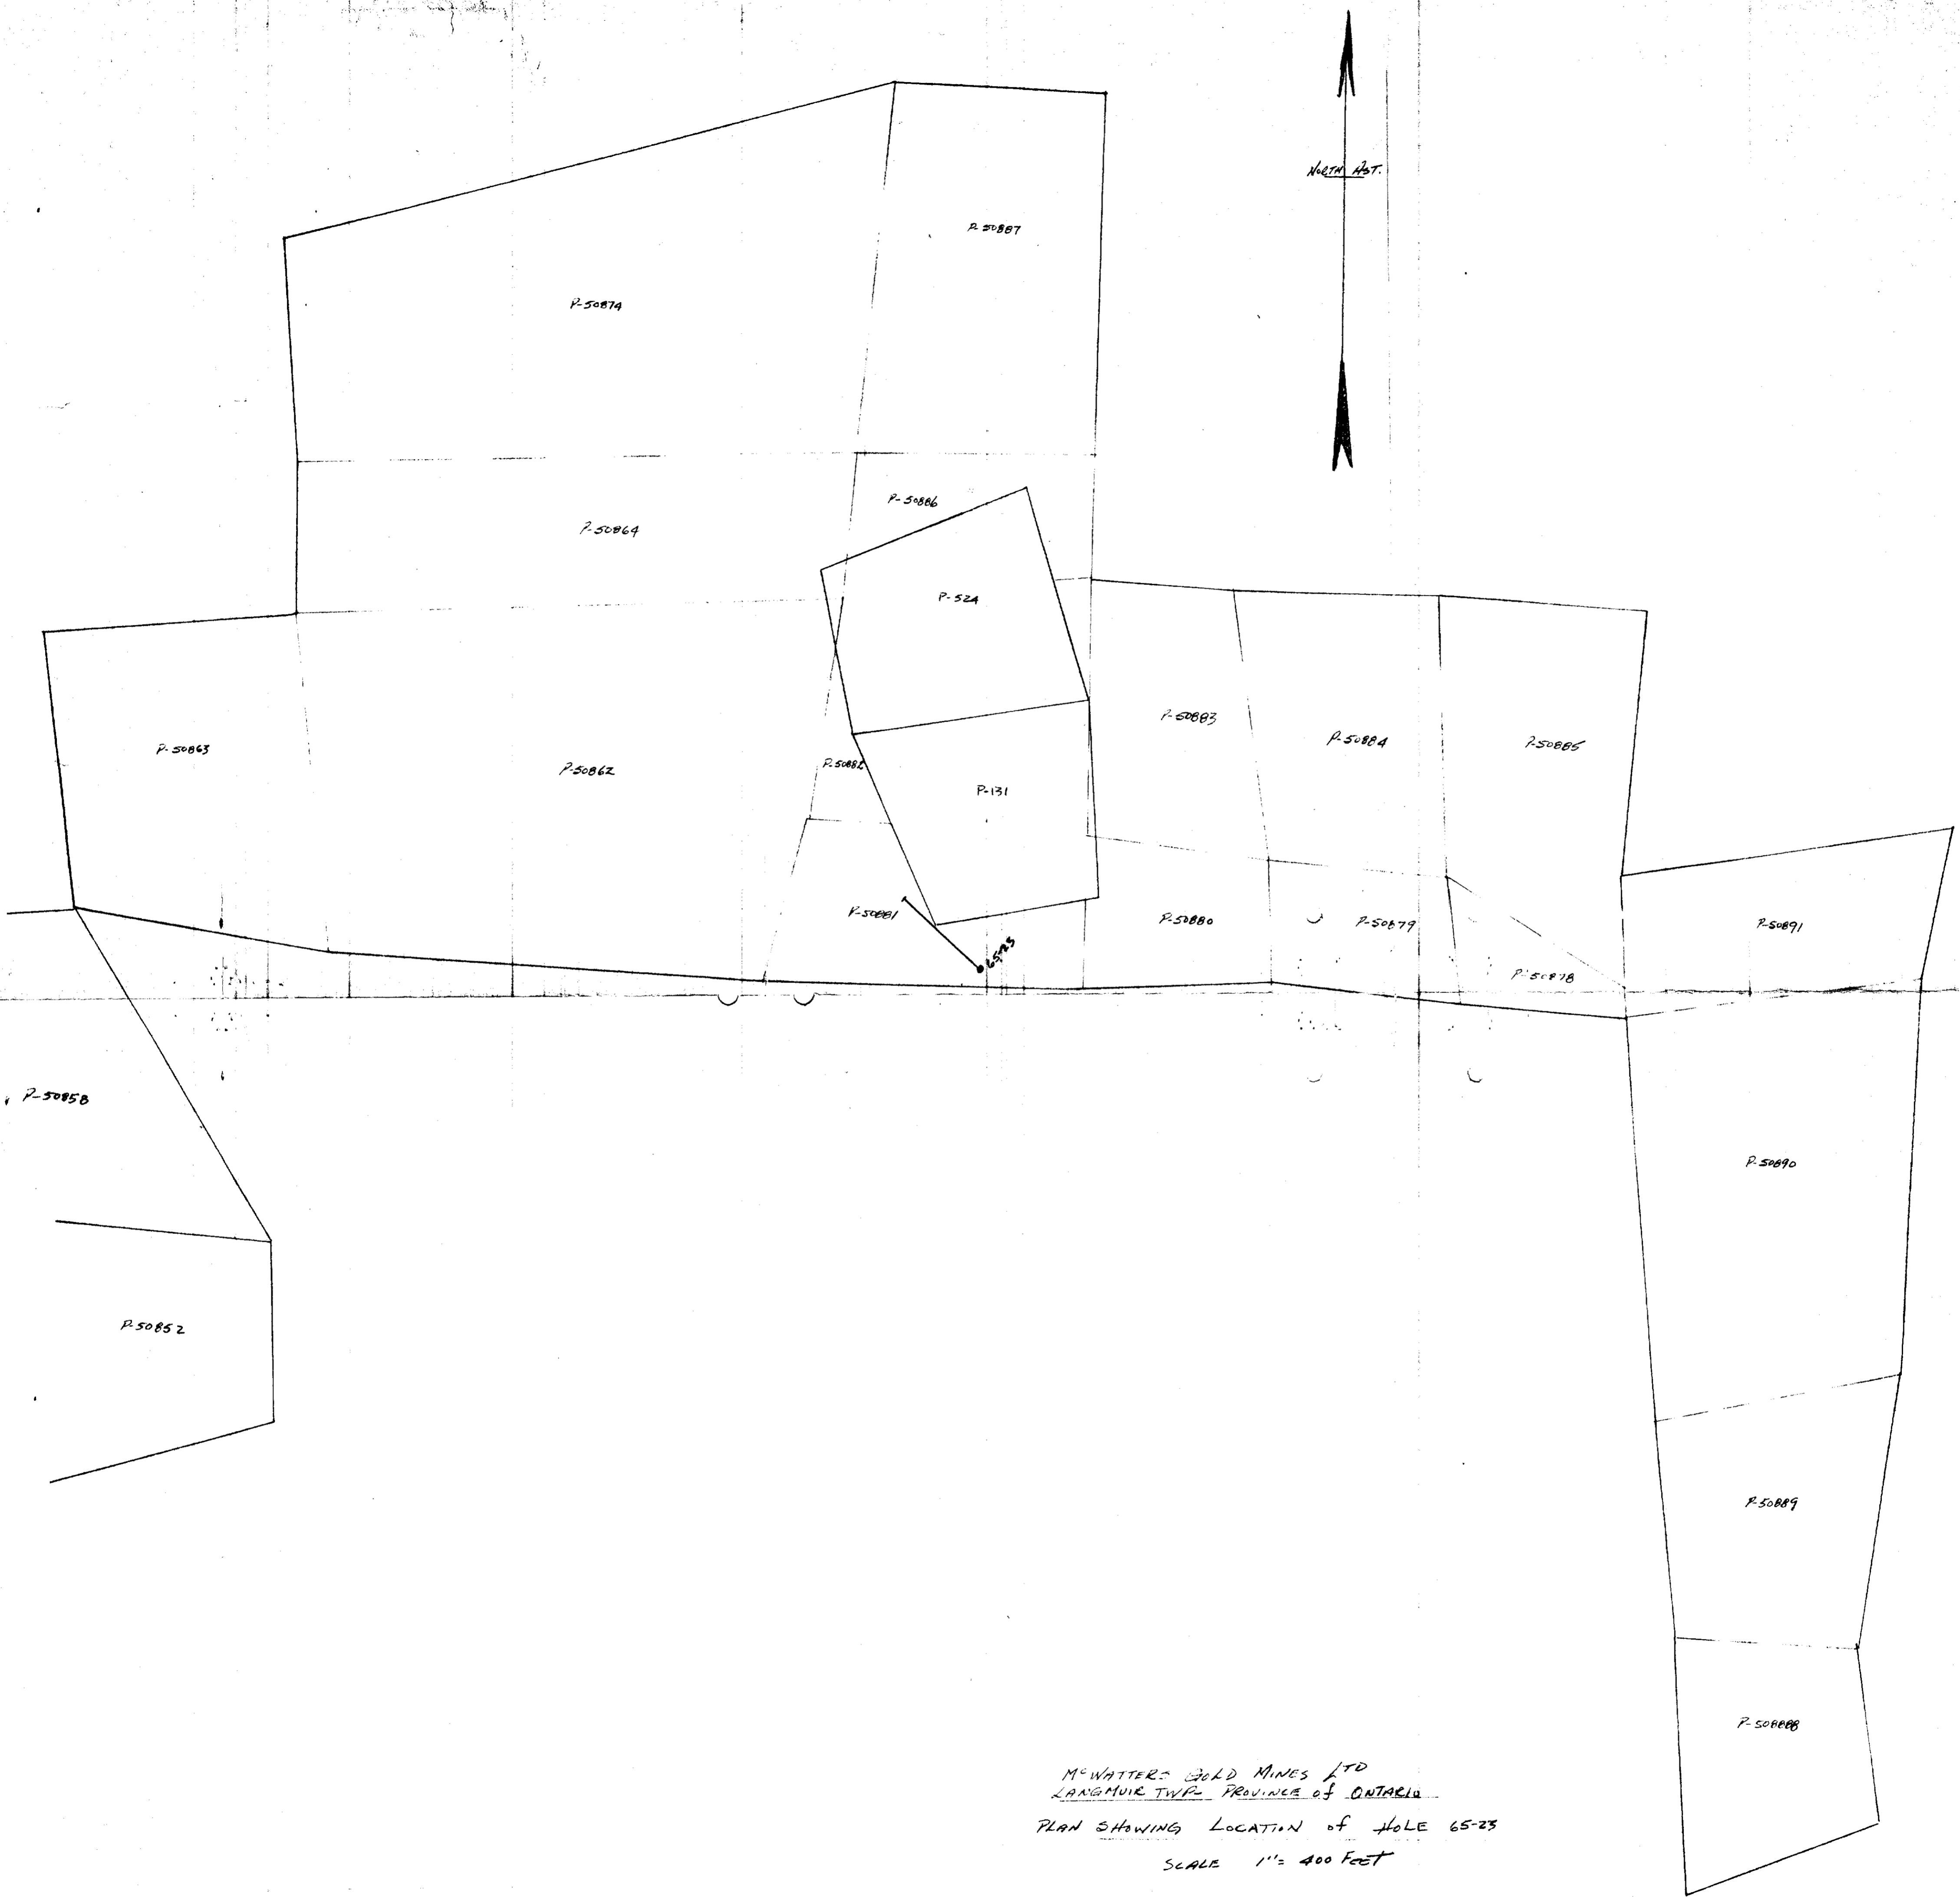 NORTH AST.
P-50887
P-50874
P-50886
P-50864
P-524
P-50883
P-50884
P-50885
P-50863
P-50862
P-50882
P-131
P-50881
P-50880
P-50879
P-50891
65-23
P-50878
P-50858
P-50890
P-50852
P-50889
P-50888
McWATTERS GOLD MINES LTD
LANGMUIR TWP. PROVINCE of ONTARIO
PLAN SHOWING LOCATION of HOLE 65-23
SCALE 1"= 400 FEET